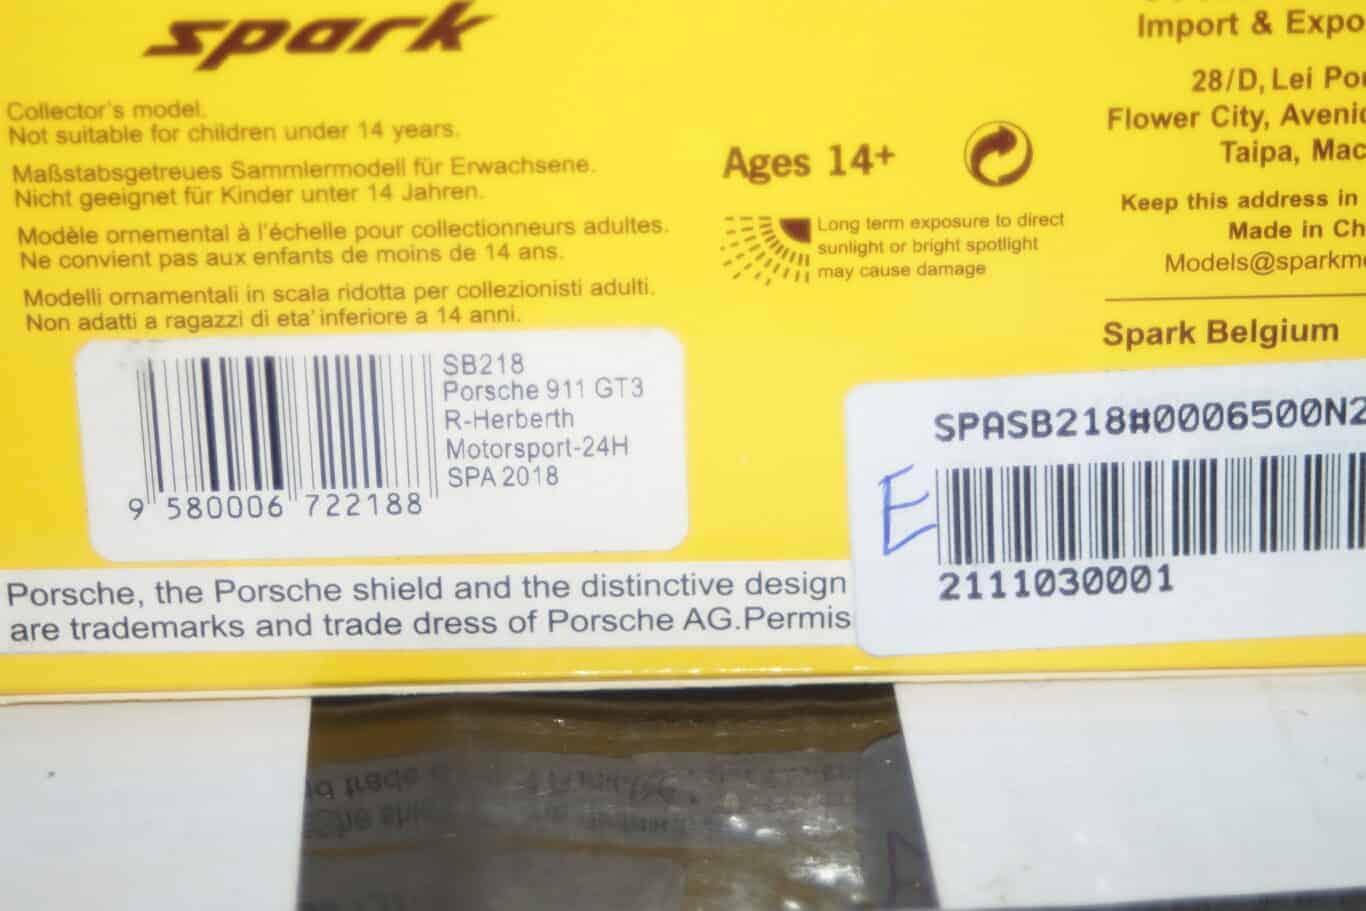 spark
Collector's model.
Not suitable for children under 14 years.
Maßstabsgetreues Sammlermodell für Erwachsene.
Nicht geeignet für Kinder unter 14 Jahren.
Modèle ornemental à l'échelle pour collectionneurs adultes.
Ne convient pas aux enfants de moins de 14 ans.
Modelli ornamentali in scala ridotta per collezionisti adulti.
Non adatti a ragazzi di eta' inferiore a 14 anni.
Ages 14+
Long term exposure to direct
sunlight or bright spotlight
may cause damage
Import & Expo
28/D, Lei Po
Flower City, Aveni
Taipa, Mac
Keep this address in
Made in Ch
Models@sparkm
Spark Belgium
SB218
Porsche 911 GT3
R-Herberth
Motorsport-24H
SPA 2018
9 580006 722188
SPASB218#0006500N2
E
2111030001
Porsche, the Porsche shield and the distinctive design
are trademarks and trade dress of Porsche AG.Permis